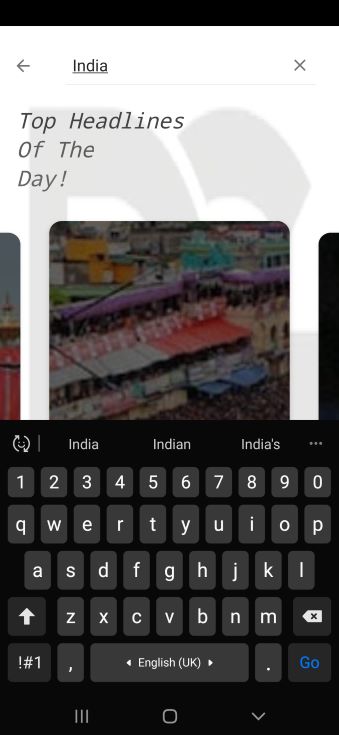 India
Top Headlines
Of The
Day!
India Indian India's
1 2 3 4 5 6 7 8 9 0
q w e r t y u i o p
a s d f g h j k l
z x c v b n m
!#1 , English (UK) . Go